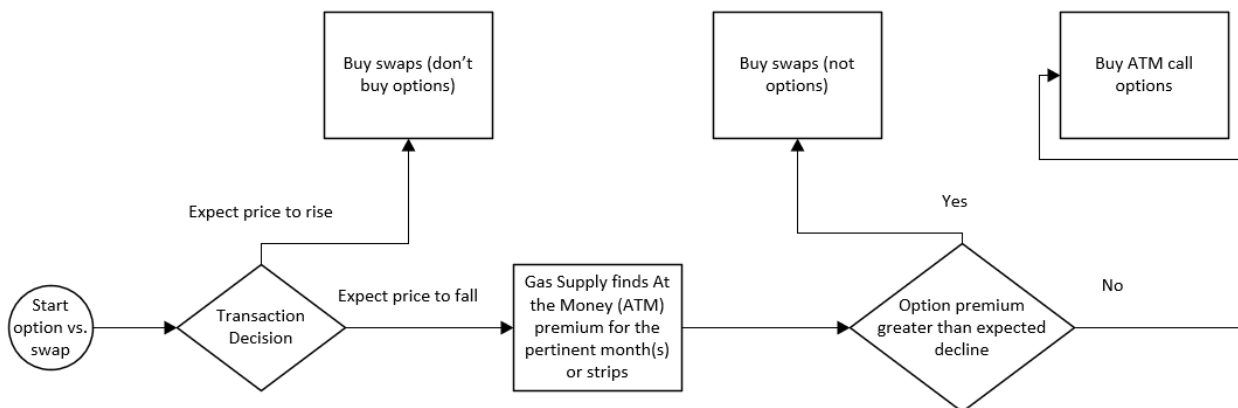 Buy swaps (don’t
buy options)
Buy swaps (not
options)
Buy ATM call
options
Expect price to rise
Yes
Start
option vs.
swap
Transaction
Decision
Expect price to fall
Gas Supply finds At
the Money (ATM)
premium for the
pertinent month(s)
or strips
Option premium
greater than expected
decline
No